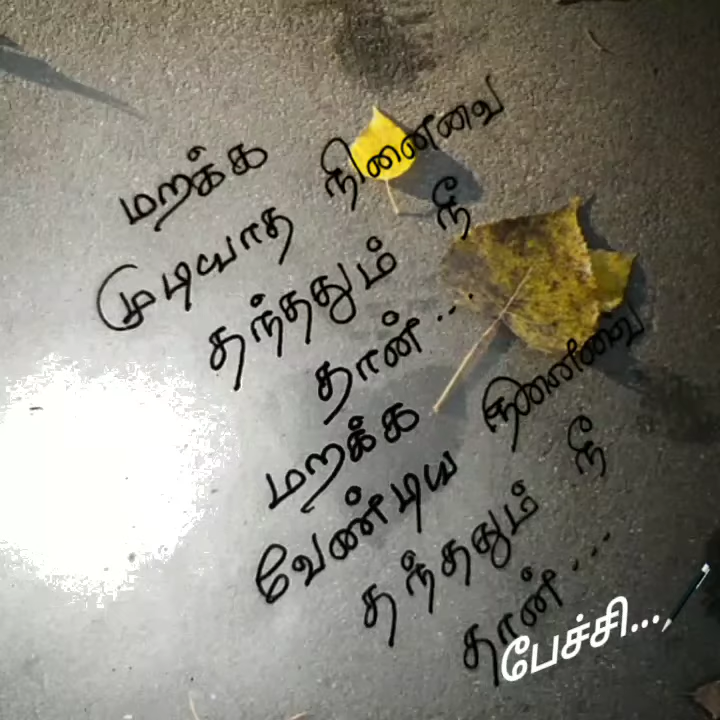 மறக்க
முடியாத நினைவை
தந்ததும் நீ
தான்...
மறக்க
வேண்டிய நினைவை
தந்ததும் நீ
தான்...
பேச்சி...